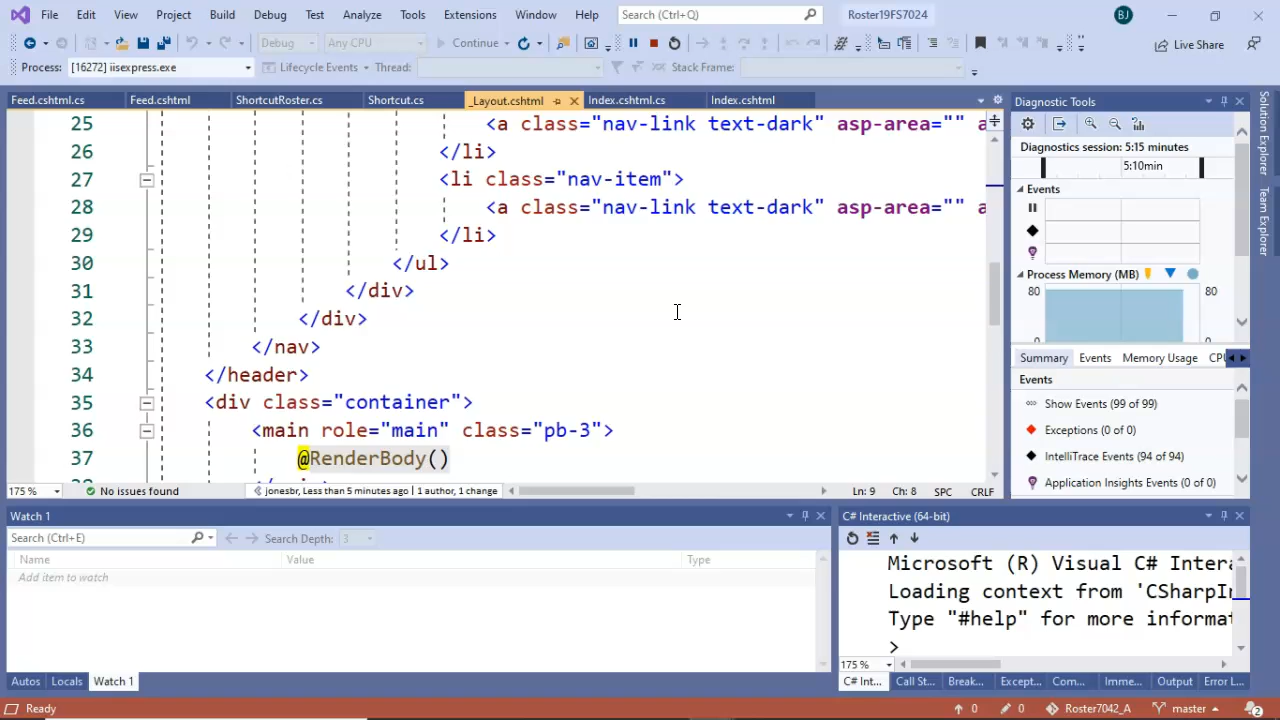 File Edit View Project Build Debug Test Analyze Tools Extensions Window Help Search (Ctrl+Q) Roster19FS7024 BJ
Debug Any CPU Continue Live Share
Process: [16272] iisexpress.exe Lifecycle Events Thread: Stack Frame:
Feed.cshtml.cs Feed.cshtml ShortcutRoster.cs Shortcut.cs _Layout.cshtml Index.cshtml.cs Index.cshtml
25 <a class="nav-link text-dark" asp-area="" a
26 </li>
27 <li class="nav-item">
28 <a class="nav-link text-dark" asp-area="" a
29 </li>
30 </ul>
31 </div>
32 </div>
33 </nav>
34 </header>
35 <div class="container">
36 <main role="main" class="pb-3">
37 @RenderBody()
175 % No issues found jonesbr, Less than 5 minutes ago | 1 author, 1 change Ln: 9 Ch: 8 SPC CRLF
Diagnostic Tools
Diagnostics session: 5:15 minutes
5:10min
Events
Process Memory (MB)
80 80
0 0
Summary Events Memory Usage CPU
Events
Show Events (99 of 99)
Exceptions (0 of 0)
IntelliTrace Events (94 of 94)
Application Insights Events (0 of 0)
Solution Explorer
Team Explorer
Watch 1
Search (Ctrl+E) Search Depth: 3
Name Value Type
Add item to watch
Autos Locals Watch 1
C# Interactive (64-bit)
Microsoft (R) Visual C# Intera
Loading context from 'CSharpIn
Type "#help" for more informat
>
175 %
C# Int... Call St... Break... Except... Com... Imme... Output Error L...
Ready 0 0 Roster7042_A master 2